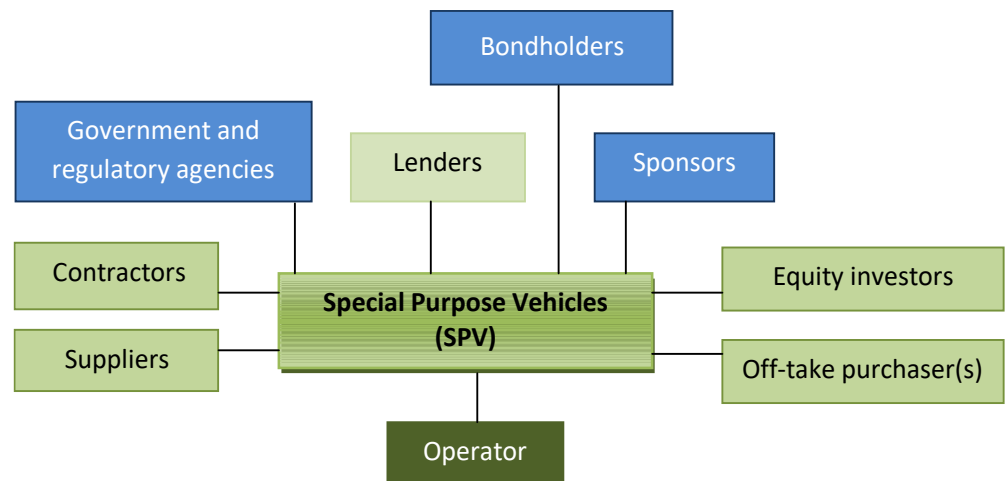 Bondholders
Government and
regulatory agencies
Lenders
Sponsors
Contractors
Equity investors
Special Purpose Vehicles
(SPV)
Suppliers
Off-take purchaser(s)
Operator